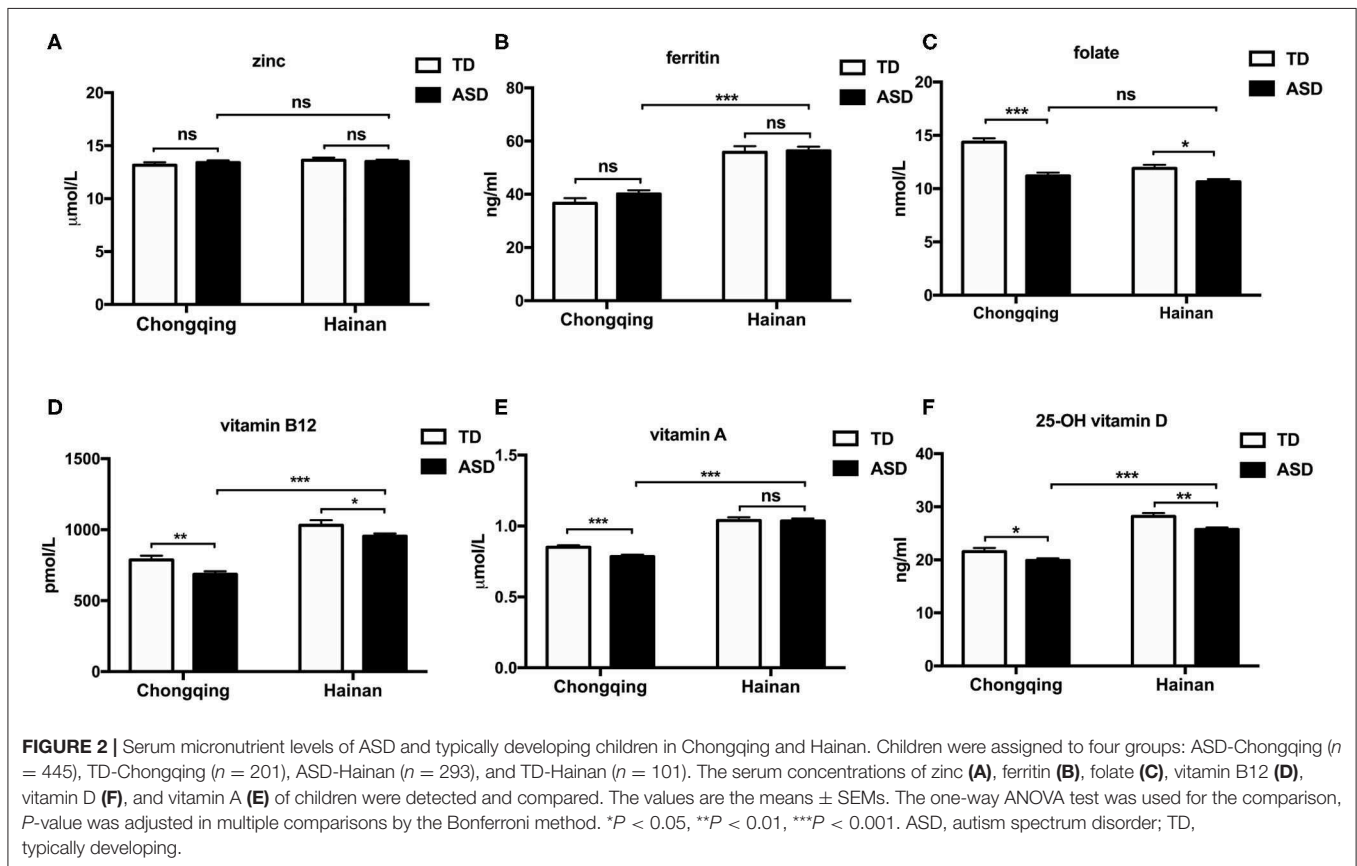 A
zinc
TD
ASD
20
15
10
5
0
μmol/L
ns
ns
ns
Chongqing
Hainan
B
ferritin
TD
ASD
80
60
40
20
0
ng/ml
***
ns
ns
Chongqing
Hainan
C
folate
TD
ASD
20
15
10
5
0
nmol/L
ns
***
*
Chongqing
Hainan
D
vitamin B12
TD
ASD
1500
1000
500
0
pmol/L
***
*
**
Chongqing
Hainan
E
vitamin A
TD
ASD
1.5
1.0
0.5
0.0
μmol/L
***
ns
***
Chongqing
Hainan
F
25-OH vitamin D
TD
ASD
40
30
20
10
0
ng/ml
***
**
*
Chongqing
Hainan
FIGURE 2 | Serum micronutrient levels of ASD and typically developing children in Chongqing and Hainan. Children were assigned to four groups: ASD-Chongqing (n
= 445), TD-Chongqing (n = 201), ASD-Hainan (n = 293), and TD-Hainan (n = 101). The serum concentrations of zinc (A), ferritin (B), folate (C), vitamin B12 (D),
vitamin D (F), and vitamin A (E) of children were detected and compared. The values are the means ± SEMs. The one-way ANOVA test was used for the comparison,
P-value was adjusted in multiple comparisons by the Bonferroni method. *P < 0.05, **P < 0.01, ***P < 0.001. ASD, autism spectrum disorder; TD,
typically developing.